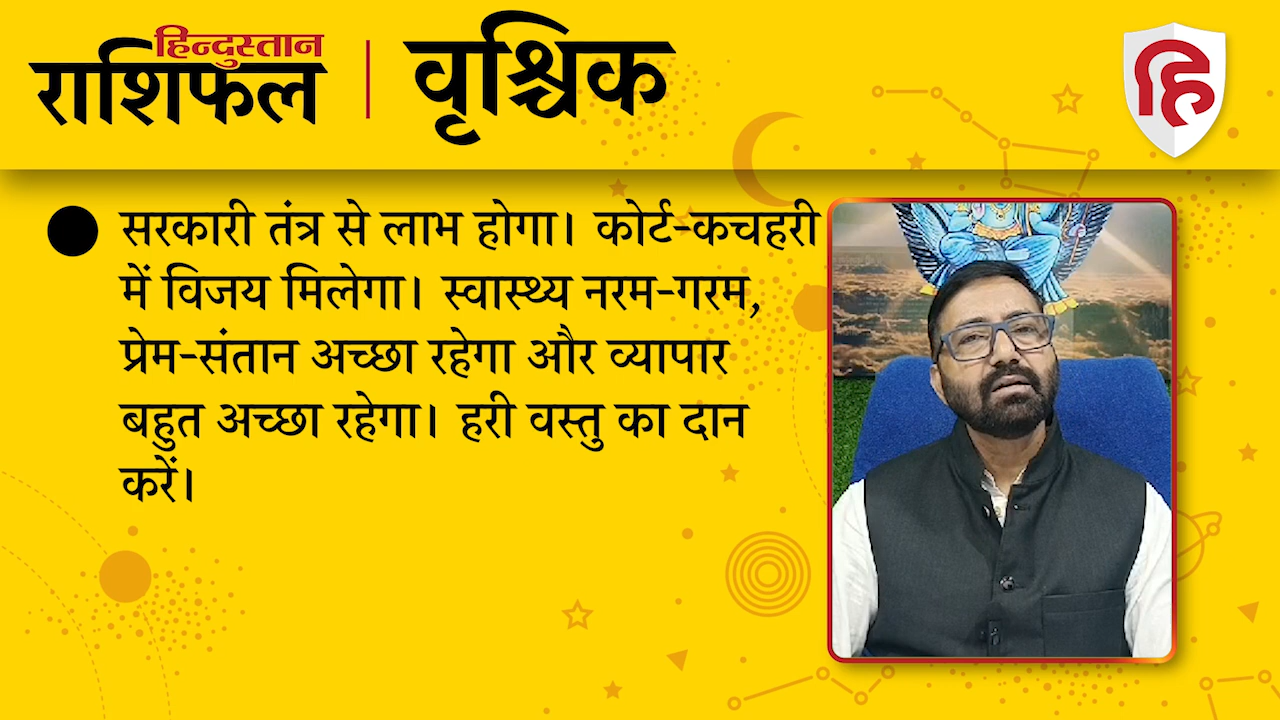 हिन्दुस्तान
राशिफल
वृश्चिक
हि
सरकारी तंत्र से लाभ होगा। कोर्ट-कचहरी
में विजय मिलेगा। स्वास्थ्य नरम-गरम,
प्रेम-संतान अच्छा रहेगा और व्यापार
बहुत अच्छा रहेगा। हरी वस्तु का दान
करें।